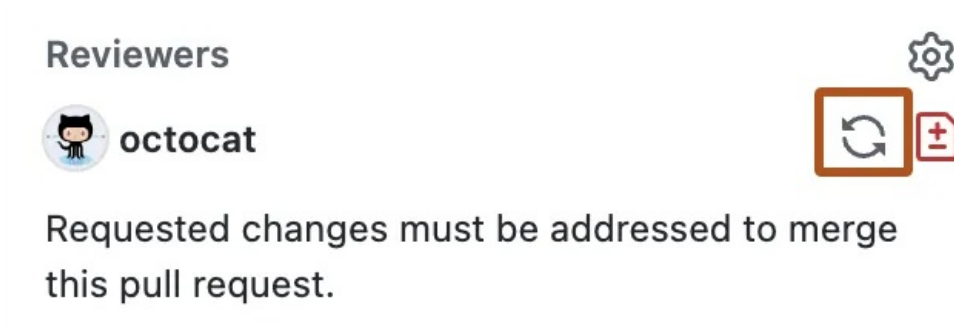 Reviewers
octocat
Requested changes must be addressed to merge
this pull request.